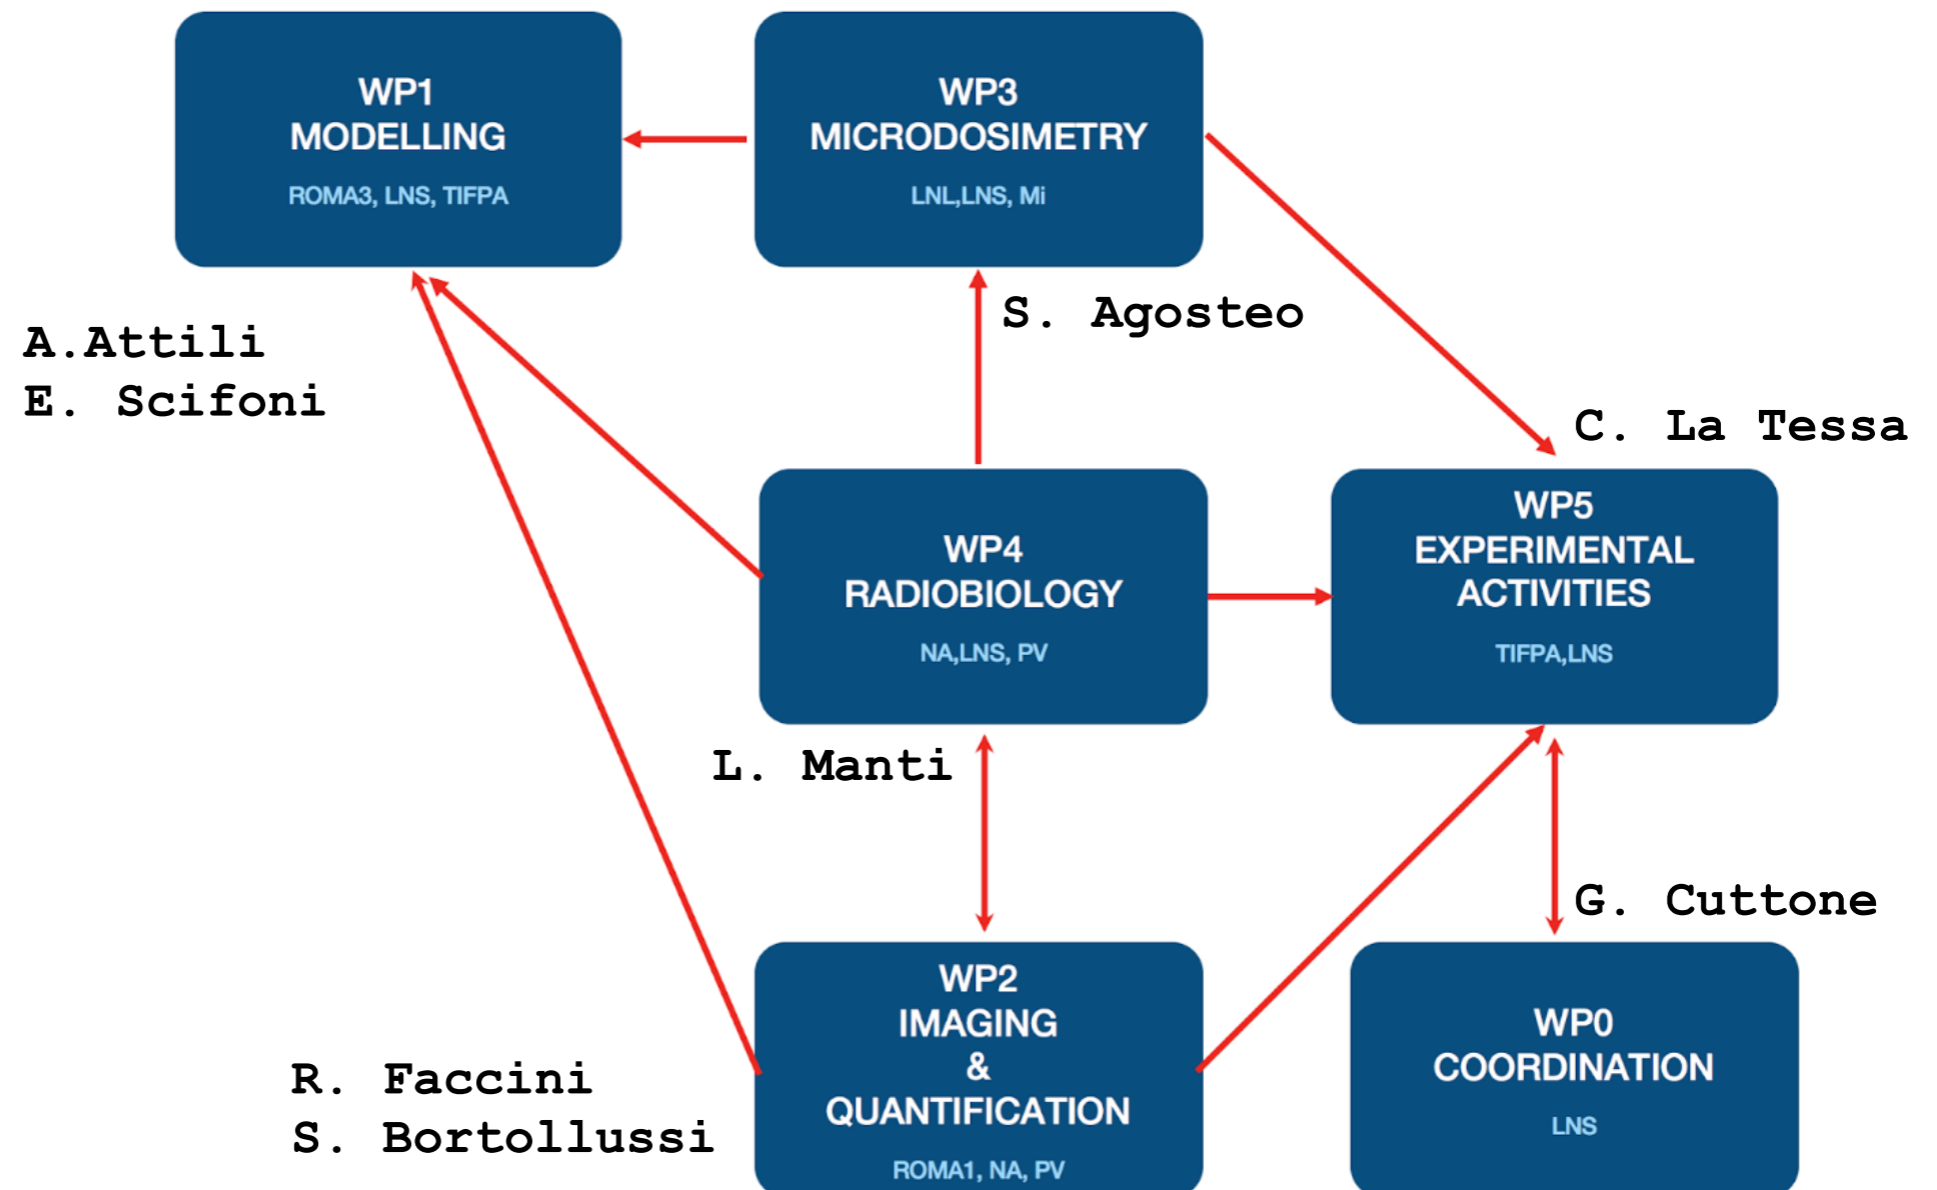 WP1
MODELLING
ROMA3, LNS, TIFPA
WP3
MICRODOSIMETRY
LNL,LNS, Mi
A.Attili
E. Scifoni
S. Agosteo
C. La Tessa
WP4
RADIOBIOLOGY
NA,LNS, PV
WP5
EXPERIMENTAL
ACTIVITIES
TIFPA,LNS
L. Manti
G. Cuttone
R. Faccini
S. Bortollussi
WP2
IMAGING
&
QUANTIFICATION
ROMA1, NA, PV
WP0
COORDINATION
LNS